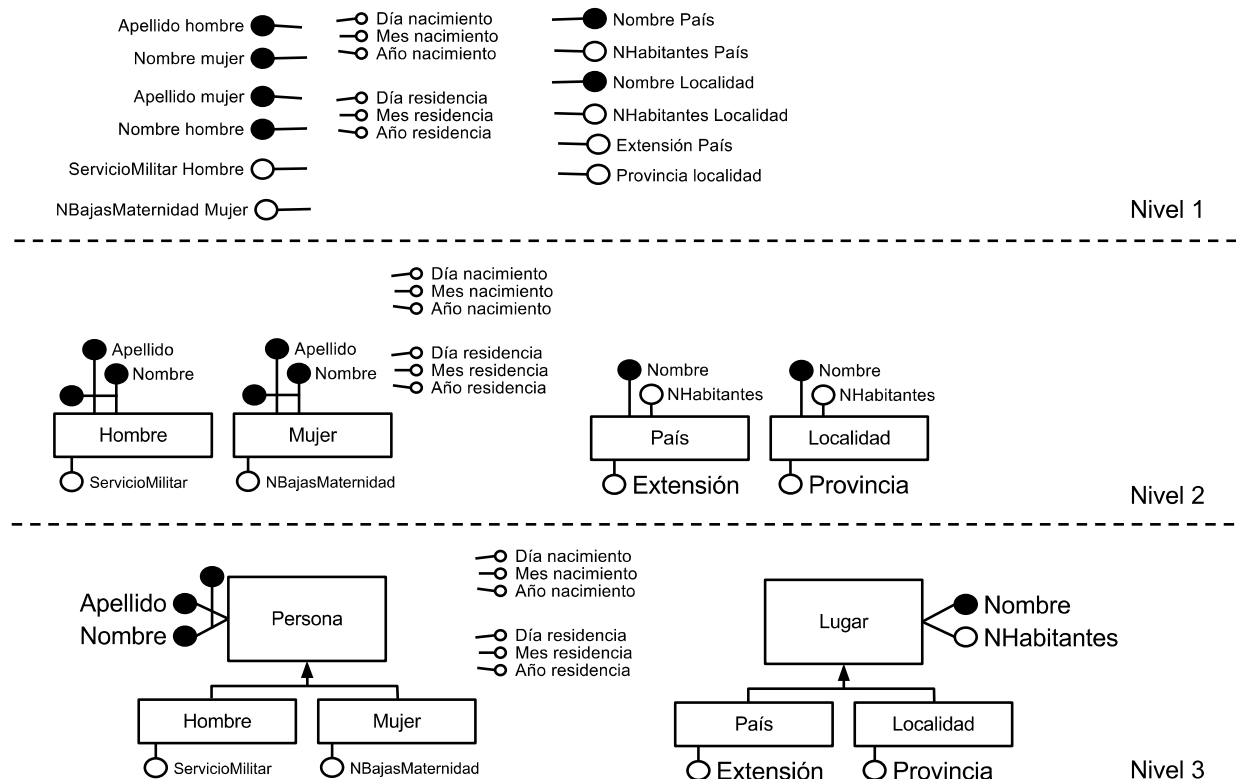 Apellido hombre
Nombre mujer
Apellido mujer
Nombre hombre
ServicioMilitar Hombre
NBajasMaternidad Mujer
Día nacimiento
Mes nacimiento
Año nacimiento
Día residencia
Mes residencia
Año residencia
Nombre País
NHabitantes País
Nombre Localidad
NHabitantes Localidad
Extensión País
Provincia localidad
Nivel 1
Apellido
Nombre
Hombre
ServicioMilitar
Apellido
Nombre
Mujer
NBajasMaternidad
Día nacimiento
Mes nacimiento
Año nacimiento
Día residencia
Mes residencia
Año residencia
Nombre
NHabitantes
País
Extensión
Nombre
NHabitantes
Localidad
Provincia
Nivel 2
Apellido
Nombre
Persona
Hombre
ServicioMilitar
Mujer
NBajasMaternidad
Día nacimiento
Mes nacimiento
Año nacimiento
Día residencia
Mes residencia
Año residencia
Lugar
Nombre
NHabitantes
País
Extensión
Localidad
Provincia
Nivel 3